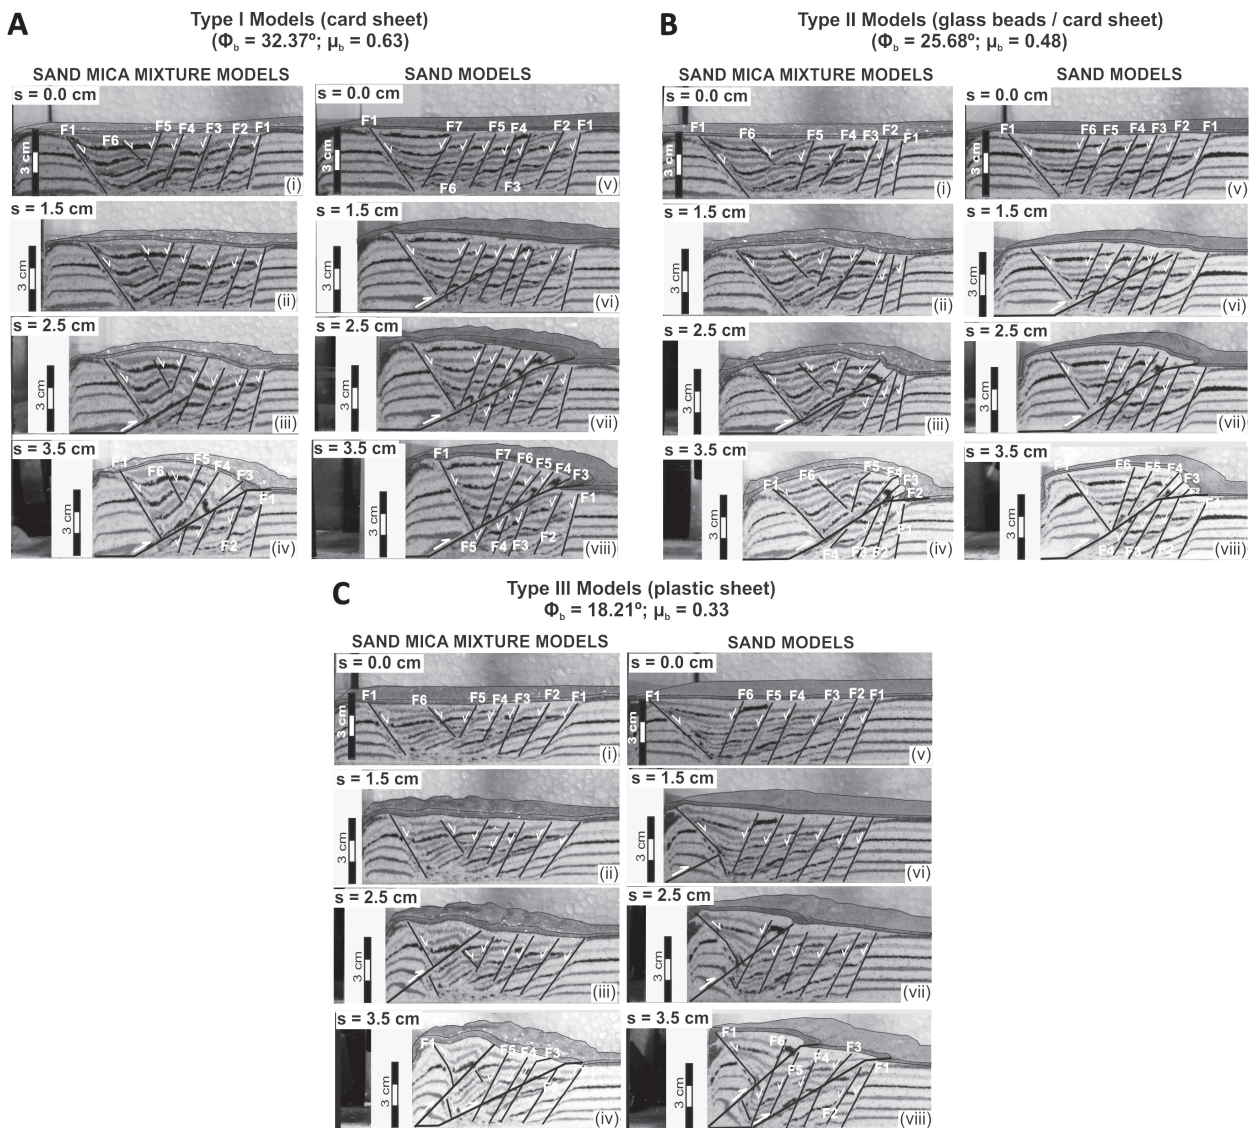 A
Type I Models (card sheet)
(Φb = 32.37º; μb = 0.63)
SAND MICA MIXTURE MODELS
SAND MODELS
s = 0.0 cm
F1 F6 F5 F4 F3 F2 F1
3 cm
(i)
s = 0.0 cm
F1 F7 F5 F4 F2 F1
F6 F3
(v)
s = 1.5 cm
3 cm
(ii)
s = 1.5 cm
3 cm
(vi)
s = 2.5 cm
3 cm
(iii)
s = 2.5 cm
3 cm
(vii)
s = 3.5 cm
F1 F6 F5 F4 F3 F1
F2
3 cm
(iv)
s = 3.5 cm
F1 F7 F6 F5 F4 F3 F1
F5 F4 F3 F2
3 cm
(viii)
B
Type II Models (glass beads / card sheet)
(Φb = 25.68º; μb = 0.48)
SAND MICA MIXTURE MODELS
SAND MODELS
s = 0.0 cm
F1 F6 F5 F4 F3 F2 F1
3 cm
(i)
s = 0.0 cm
F1 F6 F5 F4 F3 F2 F1
3 cm
(v)
s = 1.5 cm
3 cm
(ii)
s = 1.5 cm
3 cm
(vi)
s = 2.5 cm
3 cm
(iii)
s = 2.5 cm
3 cm
(vii)
s = 3.5 cm
F1 F6 F5 F4 F3 F2
F4 F3 F2 F1
3 cm
(iv)
s = 3.5 cm
F6 F5 F4 F3 F2
F4 F3 F2
3 cm
(viii)
C
Type III Models (plastic sheet)
Φb = 18.21º; μb = 0.33
SAND MICA MIXTURE MODELS
SAND MODELS
s = 0.0 cm
F1 F6 F5 F4 F3 F2 F1
3 cm
(i)
s = 0.0 cm
F1 F6 F5 F4 F3 F2 F1
3 cm
(v)
s = 1.5 cm
3 cm
(ii)
s = 1.5 cm
3 cm
(vi)
s = 2.5 cm
3 cm
(iii)
s = 2.5 cm
3 cm
(vii)
s = 3.5 cm
F1 F5 F4 F3
3 cm
(iv)
s = 3.5 cm
F1 F6 F5 F4 F3 F1
F2
3 cm
(viii)